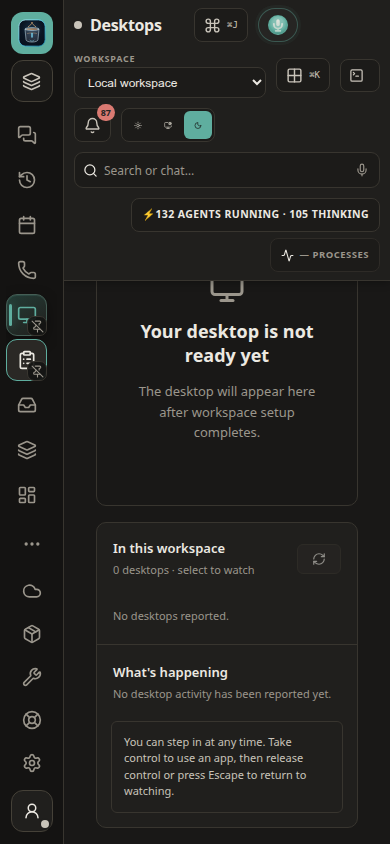 Desktops
⌘J
WORKSPACE
Local workspace
⌘K
87
Search or chat...
⚡132 AGENTS RUNNING · 105 THINKING
— PROCESSES
Your desktop is not
ready yet
The desktop will appear here
after workspace setup
completes.
In this workspace
0 desktops · select to watch
No desktops reported.
What's happening
No desktop activity has been reported yet.
You can step in at any time. Take
control to use an app, then release
control or press Escape to return to
watching.